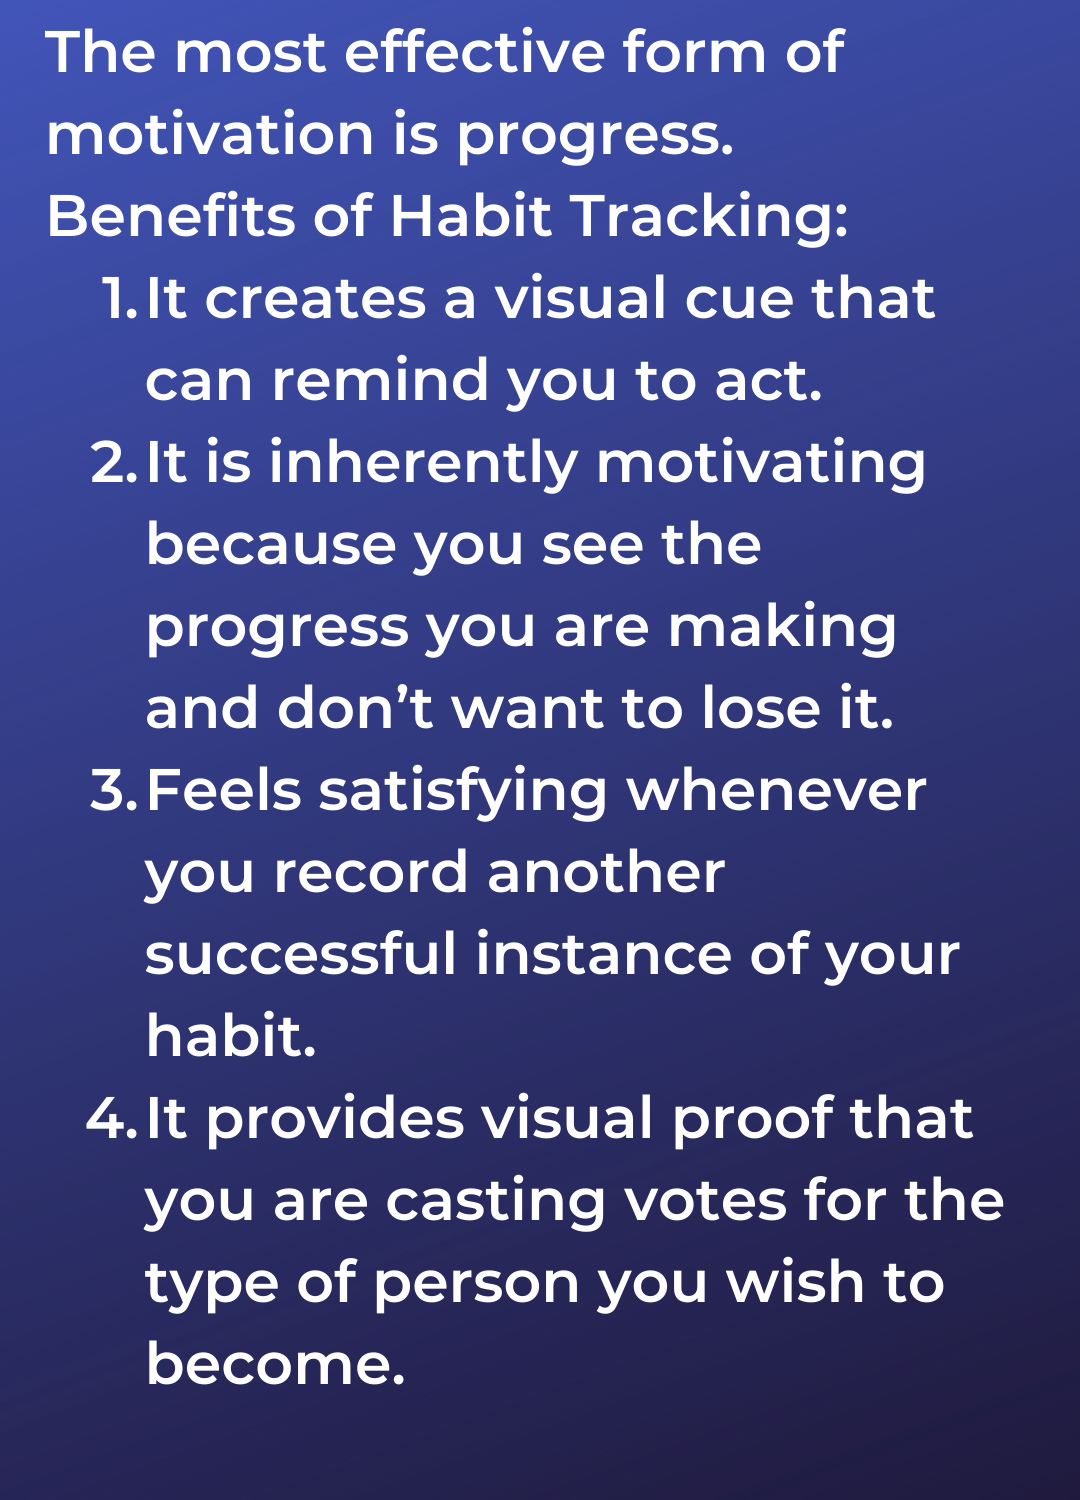 The most effective form of
motivation is progress.
Benefits of Habit Tracking:
1. It creates a visual cue that
can remind you to act.
2. It is inherently motivating
because you see the
progress you are making
and don’t want to lose it.
3. Feels satisfying whenever
you record another
successful instance of your
habit.
4. It provides visual proof that
you are casting votes for the
type of person you wish to
become.